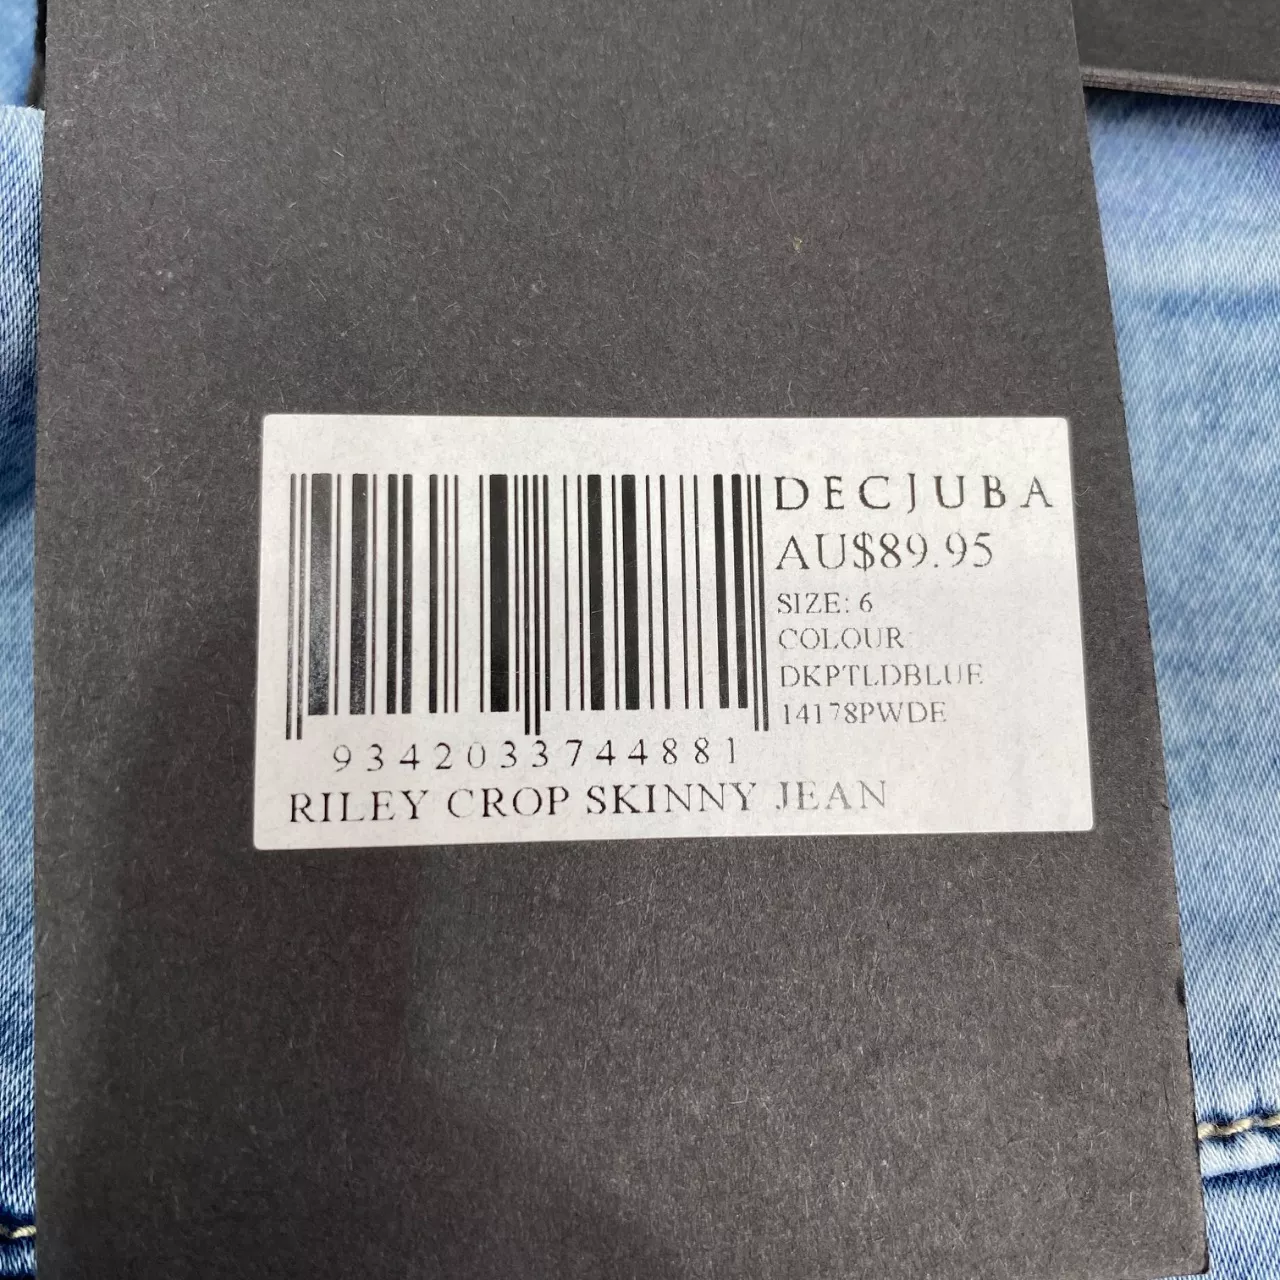 DECJUBA
AU$89.95
SIZE: 6
COLOUR:
DKPTLDBLUE
14178PWDE
9342033744881
RILEY CROP SKINNY JEAN